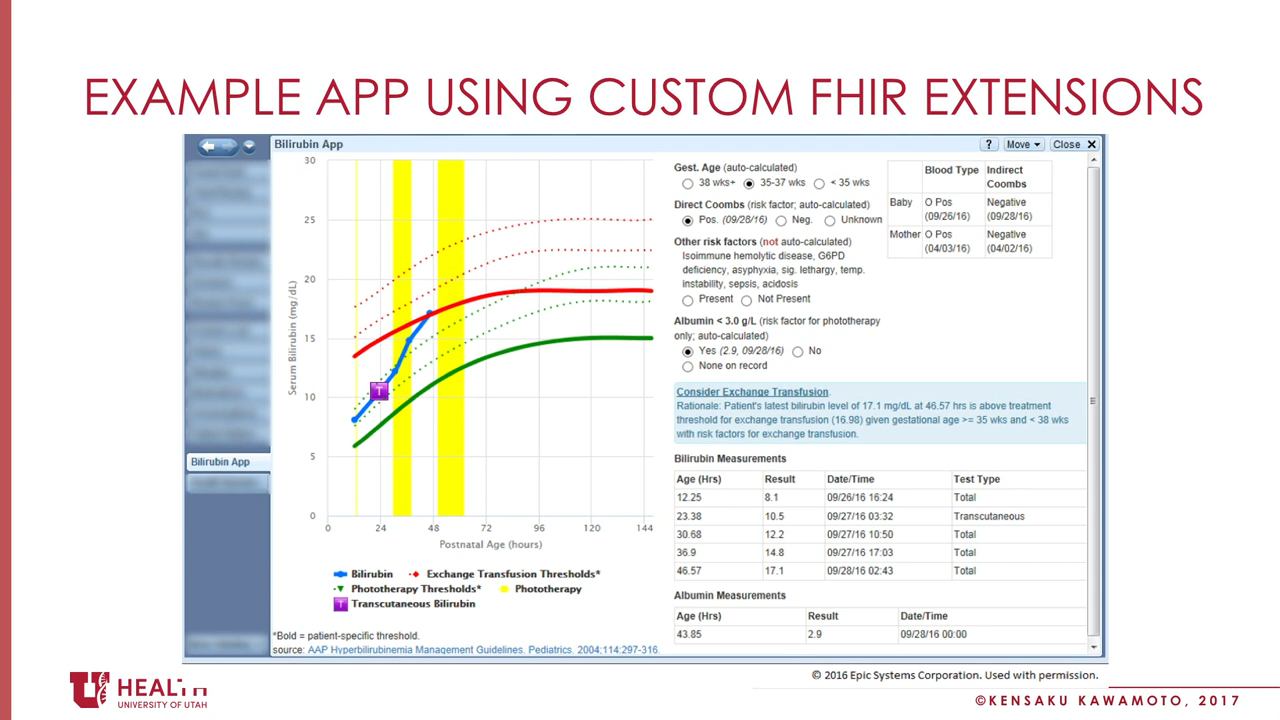 EXAMPLE APP USING CUSTOM FHIR EXTENSIONS
Bilirubin App
? Move Close X
30
25
20
15
10
5
0
Serum Bilirubin (mg/dL)
T
0 24 48 72 96 120 144
Postnatal Age (hours)
Bilirubin Exchange Transfusion Thresholds*
Phototherapy Thresholds* Phototherapy
T Transcutaneous Bilirubin
*Bold = patient-specific threshold.
source: AAP Hyperbilirubinemia Management Guidelines. Pediatrics. 2004;114:297-316.
Bilirubin App
Gest. Age (auto-calculated)
38 wks+ 35-37 wks < 35 wks
Direct Coombs (risk factor; auto-calculated)
Pos. (09/28/16) Neg. Unknown
Other risk factors (not auto-calculated)
Isoimmune hemolytic disease, G6PD
deficiency, asphyxia, sig. lethargy, temp.
instability, sepsis, acidosis
Present Not Present
Albumin < 3.0 g/L (risk factor for phototherapy
only; auto-calculated)
Yes (2.9, 09/28/16) No
None on record
Blood Type Indirect
Coombs
Baby O Pos Negative
(09/26/16) (09/28/16)
Mother O Pos Negative
(04/03/16) (04/02/16)
Consider Exchange Transfusion.
Rationale: Patient's latest bilirubin level of 17.1 mg/dL at 46.57 hrs is above treatment
threshold for exchange transfusion (16.98) given gestational age >= 35 wks and < 38 wks
with risk factors for exchange transfusion.
Bilirubin Measurements
Age (Hrs) Result Date/Time Test Type
12.25 8.1 09/26/16 16:24 Total
23.38 10.5 09/27/16 03:32 Transcutaneous
30.68 12.2 09/27/16 10:50 Total
36.9 14.8 09/27/16 17:03 Total
46.57 17.1 09/28/16 02:43 Total
Albumin Measurements
Age (Hrs) Result Date/Time
43.85 2.9 09/28/16 00:00
© 2016 Epic Systems Corporation. Used with permission.
HEALTH
UNIVERSITY OF UTAH
©KENSAKU KAWAMOTO, 2017